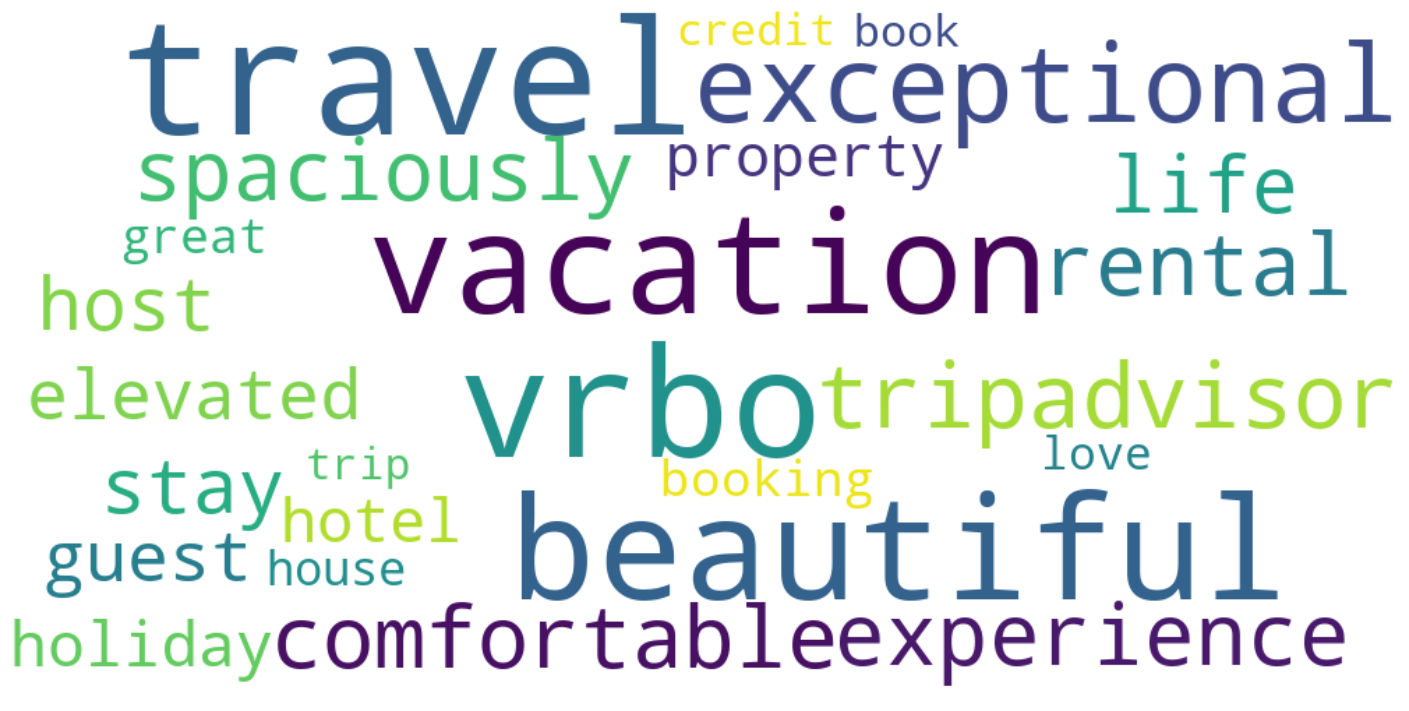 travel credit book
exceptional
spaciously property life
great vacation rental
host
elevated vrbo tripadvisor
stay trip booking love
hotel beautiful
guest house
holiday comfortable experience